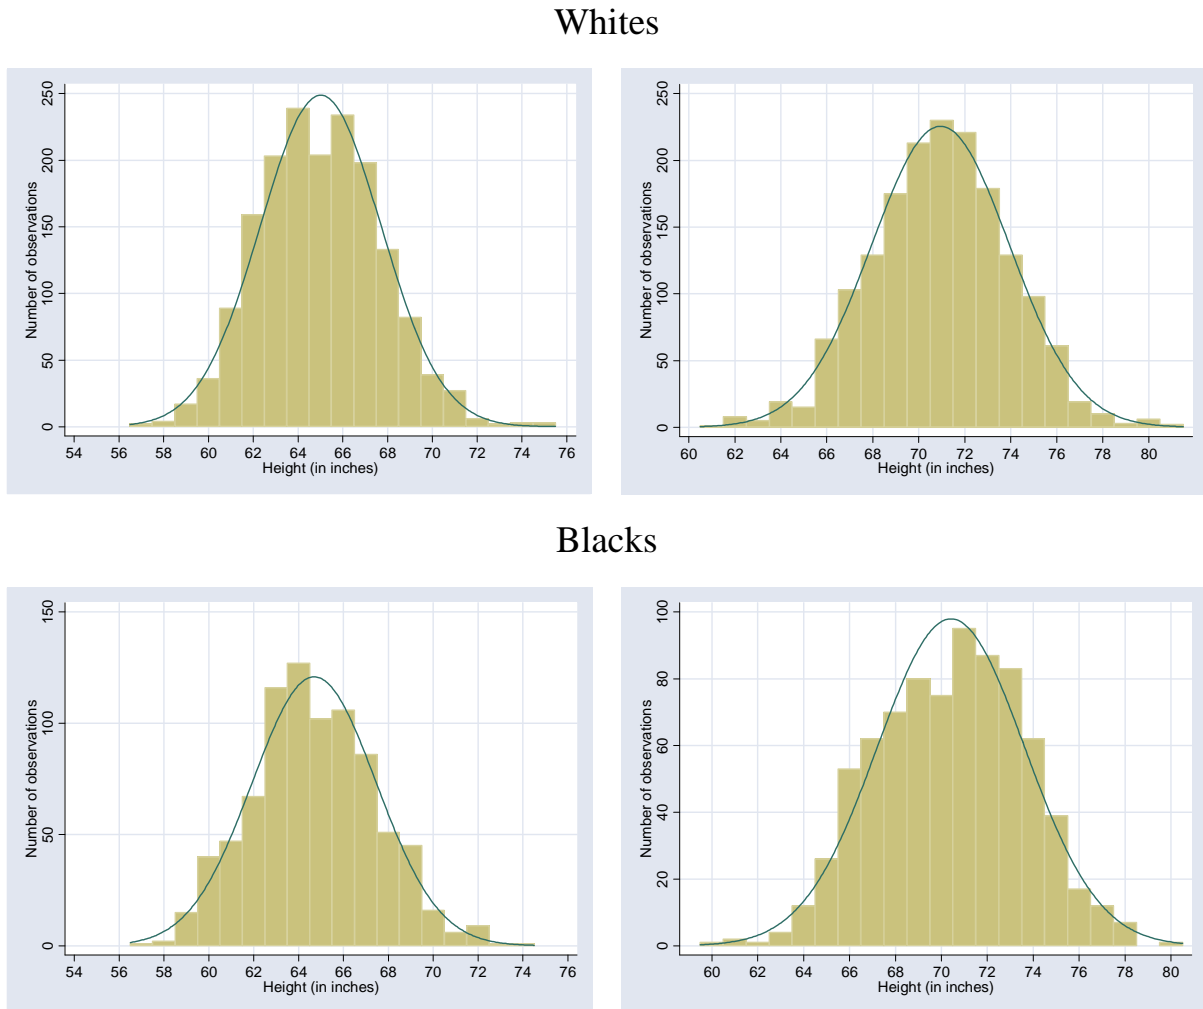 Whites
Number of observations
0 50 100 150 200 250
54 56 58 60 62 64 66 68 70 72 74 76
Height (in inches)
Number of observations
0 50 100 150 200 250
60 62 64 66 68 70 72 74 76 78 80
Height (in inches)
Blacks
Number of observations
0 50 100 150
54 56 58 60 62 64 66 68 70 72 74 76
Height (in inches)
Number of observations
0 20 40 60 80 100
60 62 64 66 68 70 72 74 76 78 80
Height (in inches)